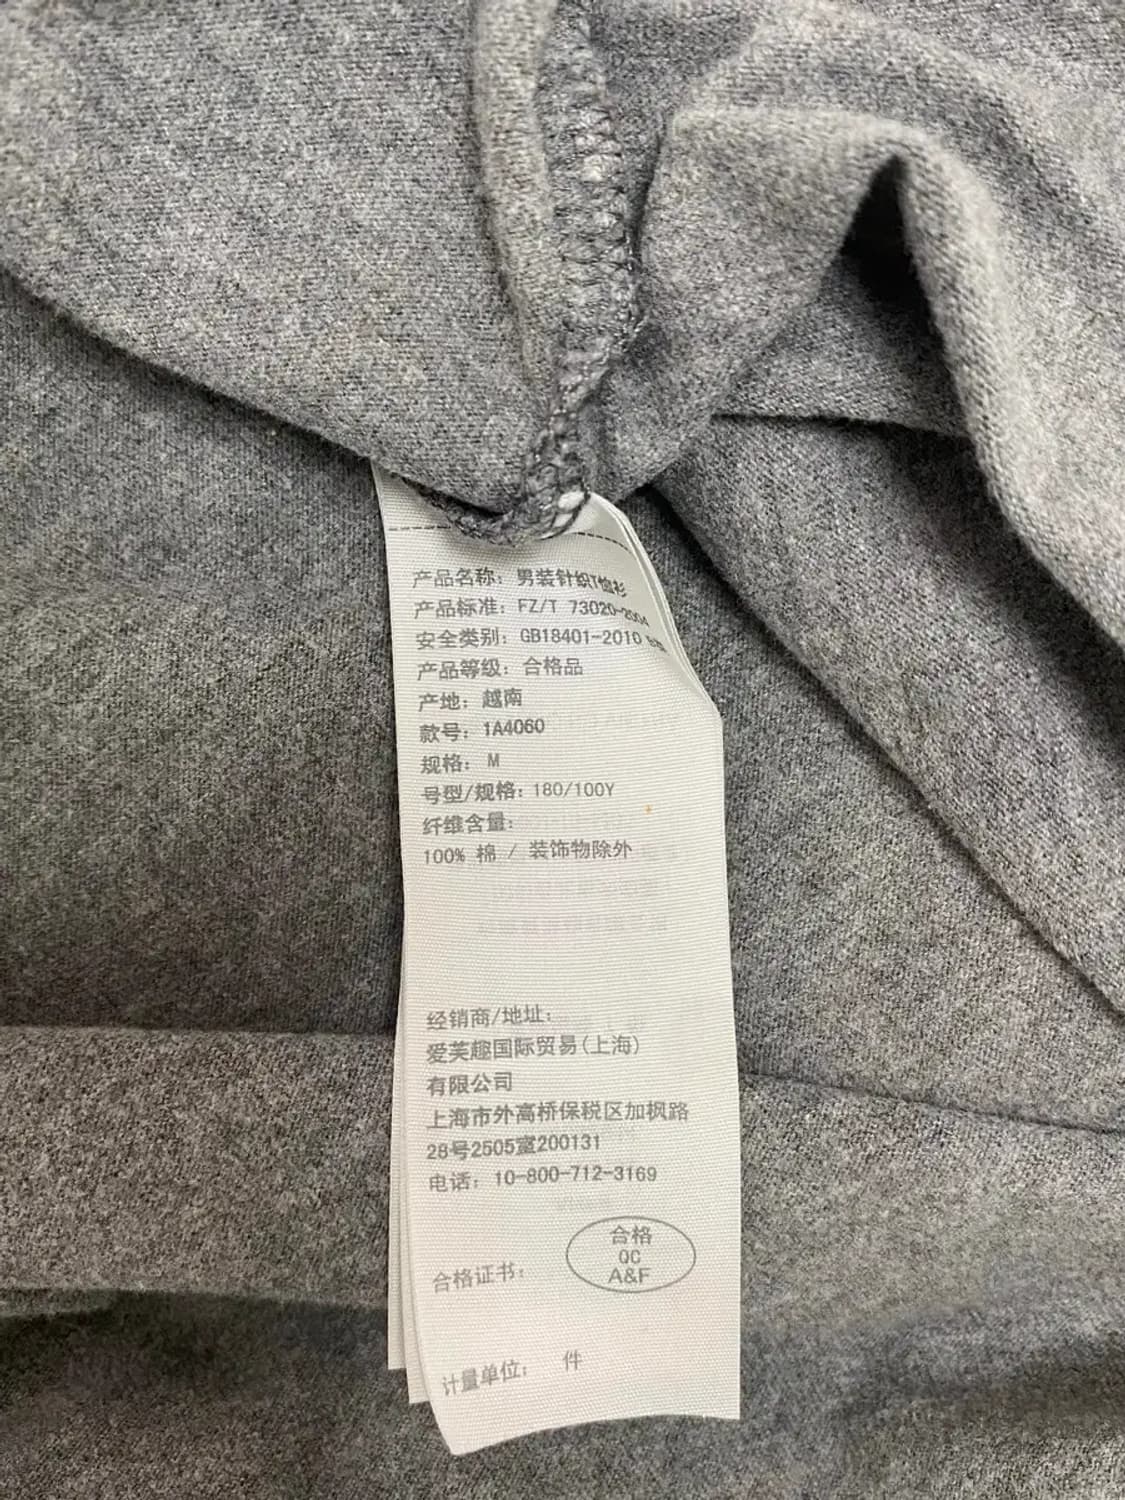 产品名称: 男装针织T恤衫
产品标准: FZ/T 73020-2004
安全类别: GB18401-2010 B类
产品等级: 合格品
产地: 越南
款号: 1A4060
规格: M
号型/规格: 180/100Y
纤维含量:
100% 棉 / 装饰物除外
经销商/地址:
爱芙趣国际贸易(上海)
有限公司
上海市外高桥保税区加枫路
28号2505室200131
电话: 10-800-712-3169
合格
QC
A&F
合格证书:
计量单位: 件